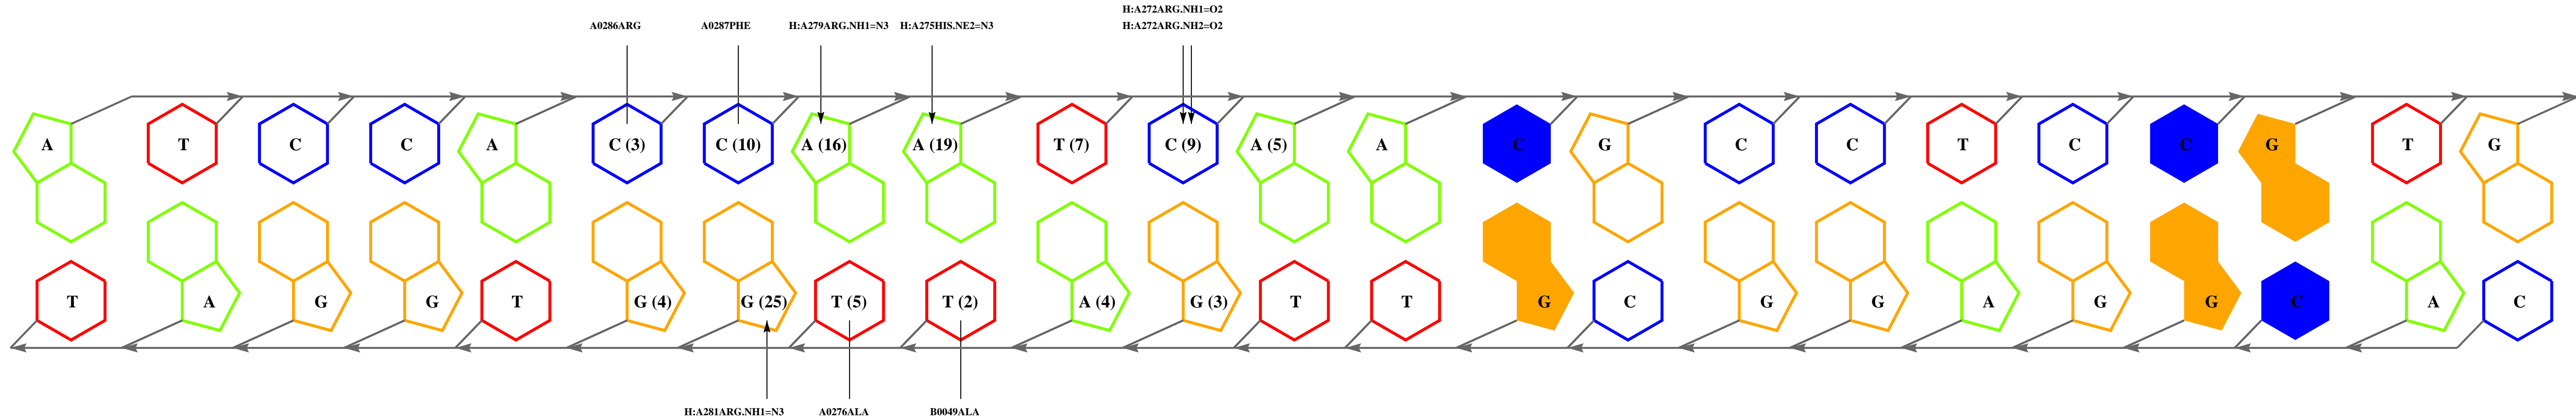 H:A272ARG.NH1=O2
A0286ARG A0287PHE H:A279ARG.NH1=N3 H:A275HIS.NE2=N3 H:A272ARG.NH2=O2
A T C C A C (3) C (10) A (16) A (19) T (7) C (9) A (5) A C G C C T C C G T G
T A G G T G (4) G (25) T (5) T (2) A (4) G (3) T T G C G G A G G C A C
H:A281ARG.NH1=N3 A0276ALA B0049ALA